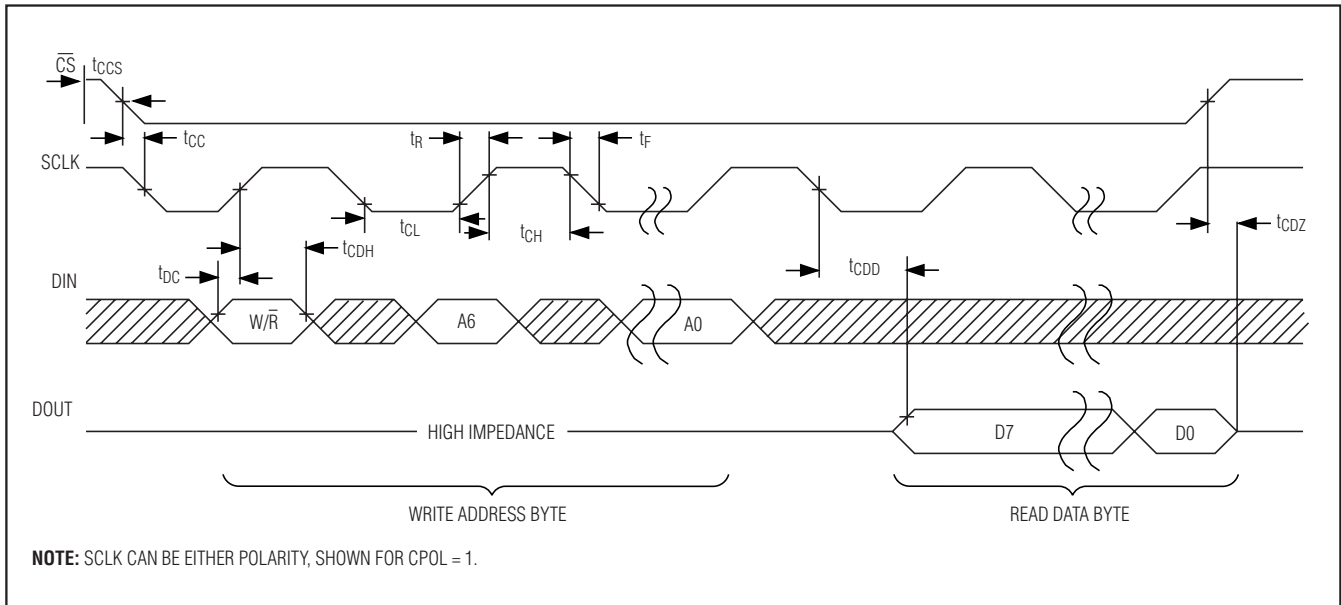 C̅S̅ tCCS
tCC
tR
tF
SCLK
tCL
tCH
tCDZ
tCDH
tDC
tCDD
DIN
W/R̅
A6
A0
DOUT
HIGH IMPEDANCE
D7
D0
WRITE ADDRESS BYTE
READ DATA BYTE
NOTE: SCLK CAN BE EITHER POLARITY, SHOWN FOR CPOL = 1.